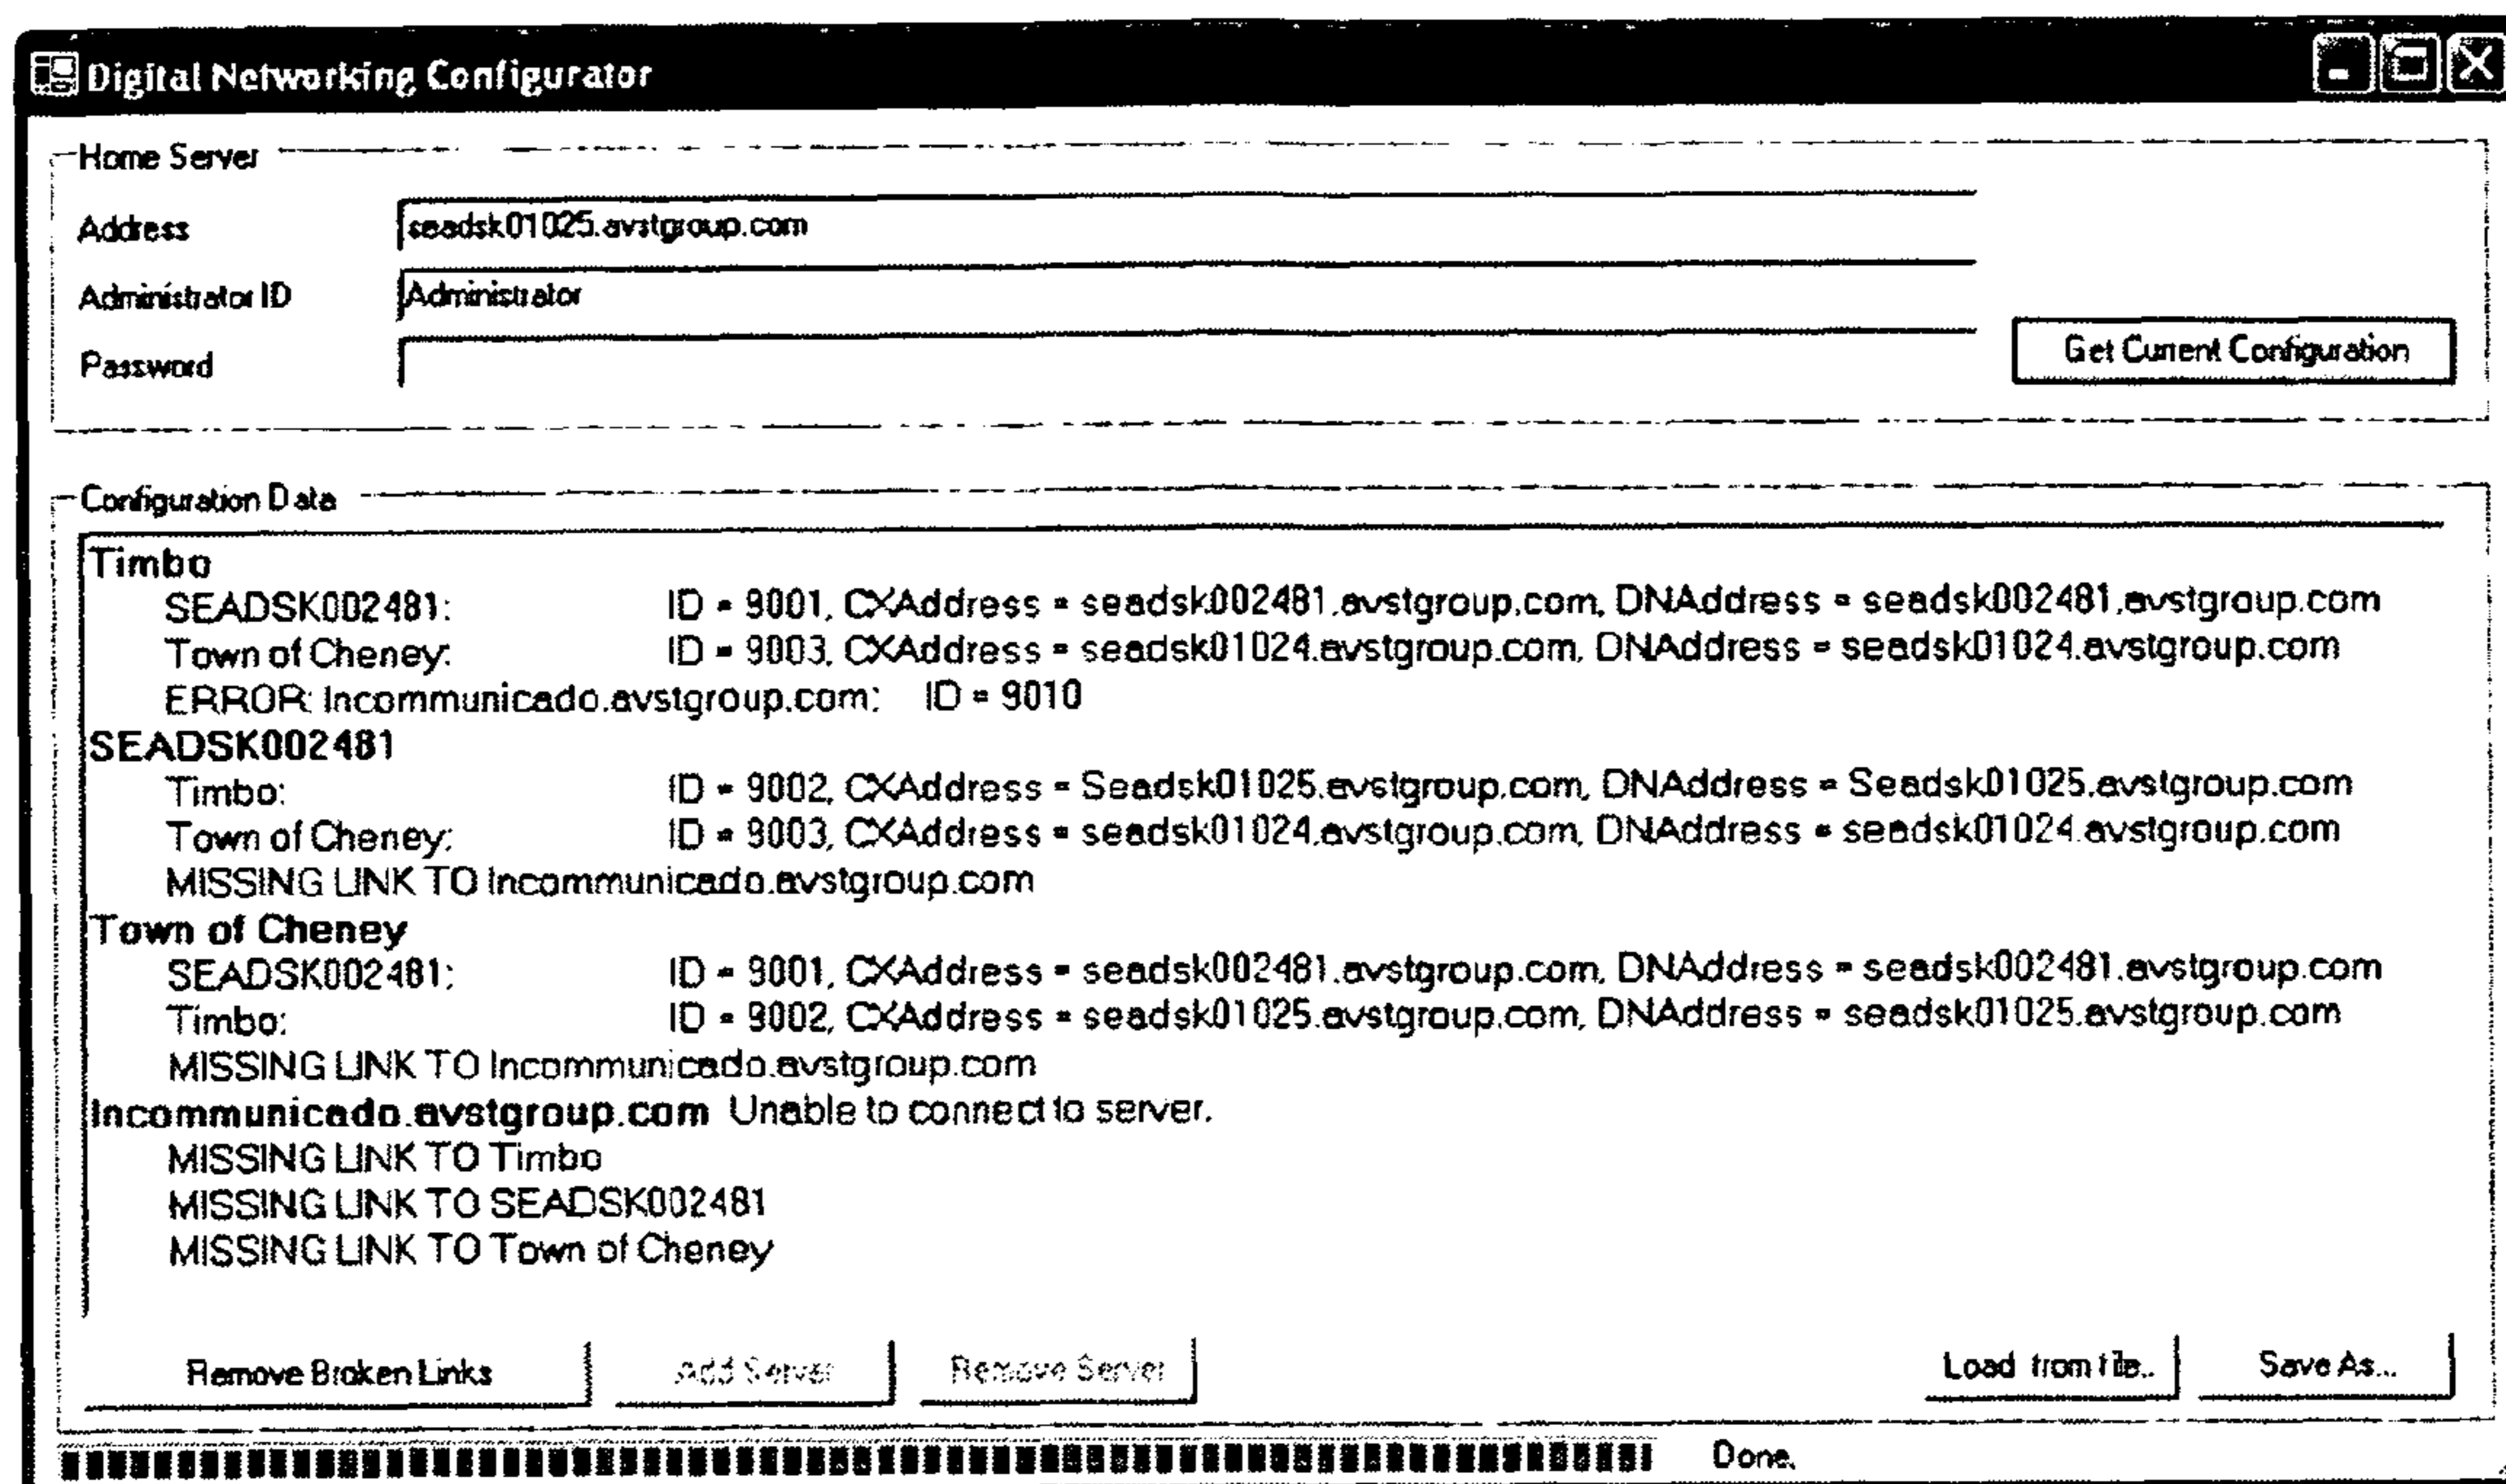 Digital Networking Configurator
Home Server
Address seadsk01025.avstgroup.com
Administrator ID Administrator
Password
Get Current Configuration
Configuration Data
Timbo
SEADSK002481: ID = 9001, CXAddress = seadsk002481.avstgroup.com, DNAddress = seadsk002481.avstgroup.com
Town of Cheney: ID = 9003, CXAddress = seadsk01024.avstgroup.com, DNAddress = seadsk01024.avstgroup.com
ERROR: Incommunicado.avstgroup.com: ID = 9010
SEADSK002481
Timbo: ID = 9002, CXAddress = Seadsk01025.avstgroup.com, DNAddress = Seadsk01025.avstgroup.com
Town of Cheney: ID = 9003, CXAddress = seadsk01024.avstgroup.com, DNAddress = seadsk01024.avstgroup.com
MISSING LINK TO Incommunicado.avstgroup.com
Town of Cheney
SEADSK002481: ID = 9001, CXAddress = seadsk002481.avstgroup.com, DNAddress = seadsk002481.avstgroup.com
Timbo: ID = 9002, CXAddress = seadsk01025.avstgroup.com, DNAddress = seadsk01025.avstgroup.com
MISSING LINK TO Incommunicado.avstgroup.com
Incommunicado.avstgroup.com Unable to connect to server.
MISSING LINK TO Timbo
MISSING LINK TO SEADSK002481
MISSING LINK TO Town of Cheney
Remove Broken Links Add Server Remove Server Load from file.. Save As...
Done.